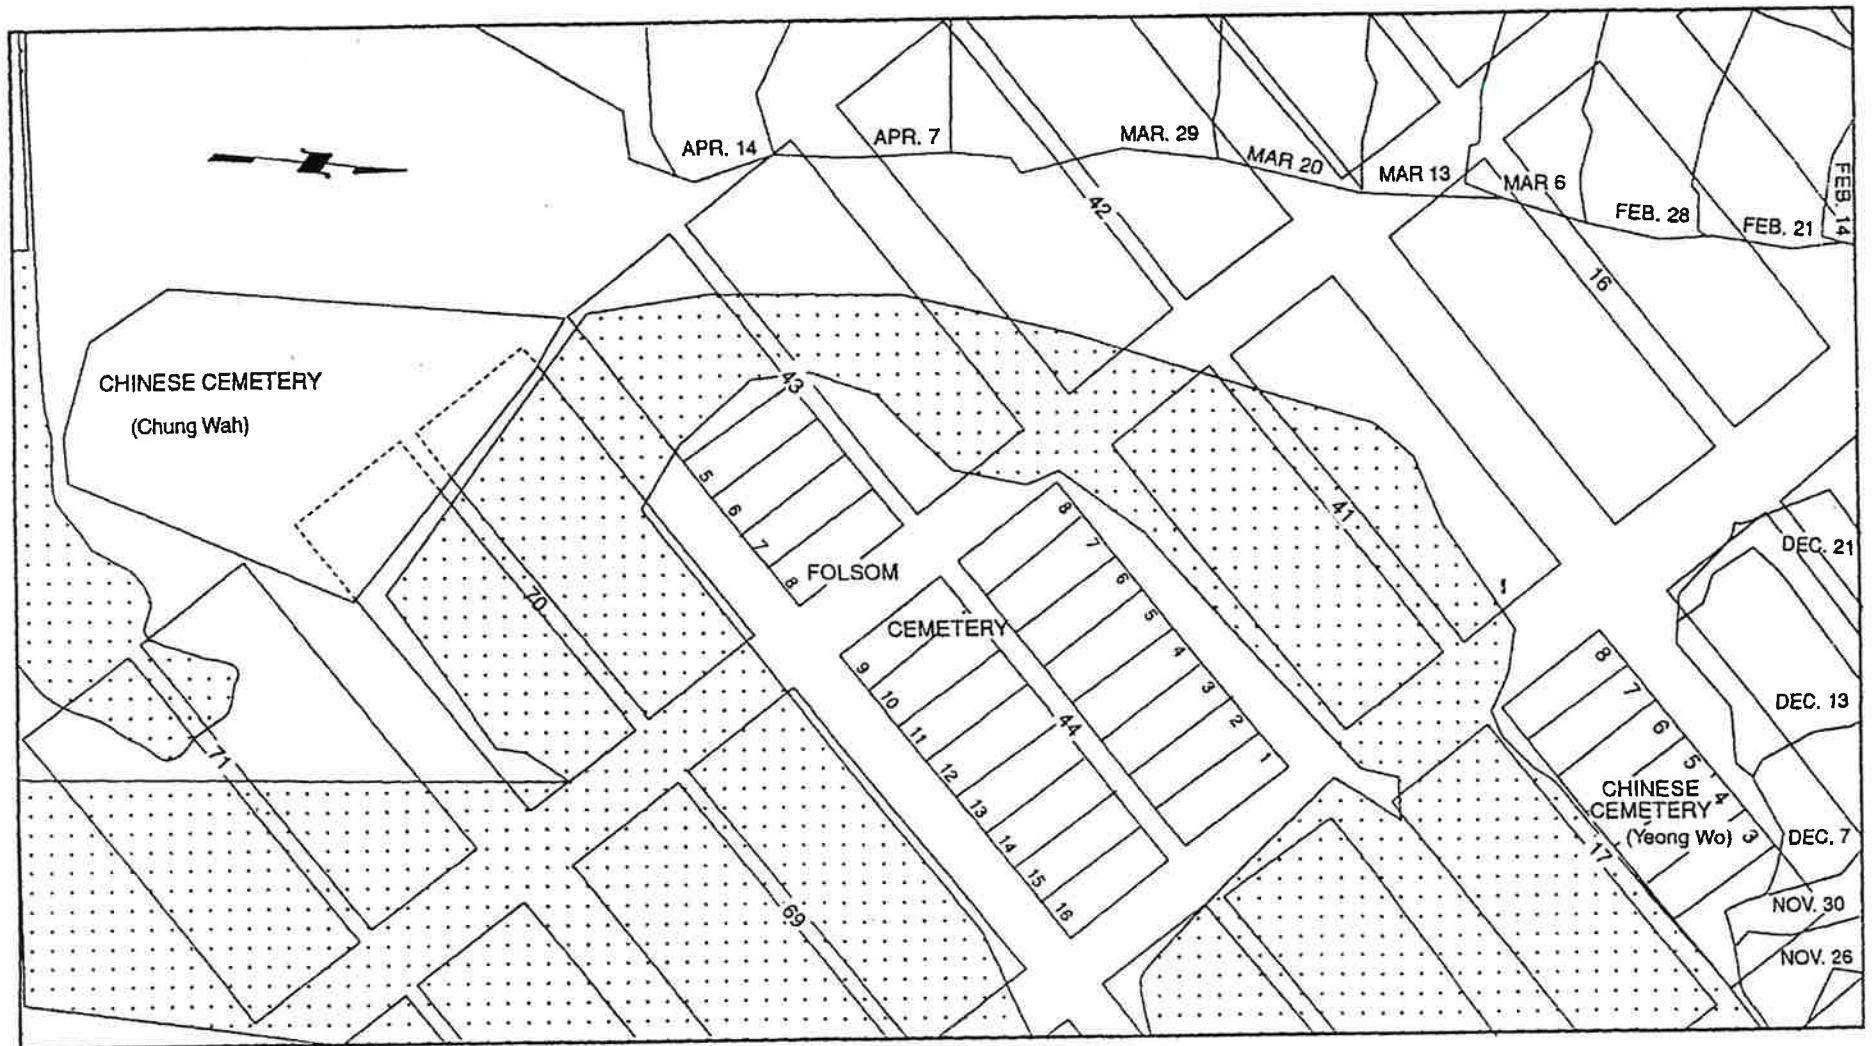 APR. 14
APR. 7
MAR. 29
MAR 20
MAR 13
MAR 6
FEB. 28
FEB. 21
FEB. 14
42
16
CHINESE CEMETERY
(Chung Wah)
43
5
6
7
8
FOLSOM
CEMETERY
70
71
69
8
7
6
5
4
3
2
1
44
9
10
11
12
13
14
15
16
41
8
7
6
5
4
3
CHINESE
CEMETERY
(Yeong Wo)
17
DEC. 21
DEC. 13
DEC. 7
NOV. 30
NOV. 26